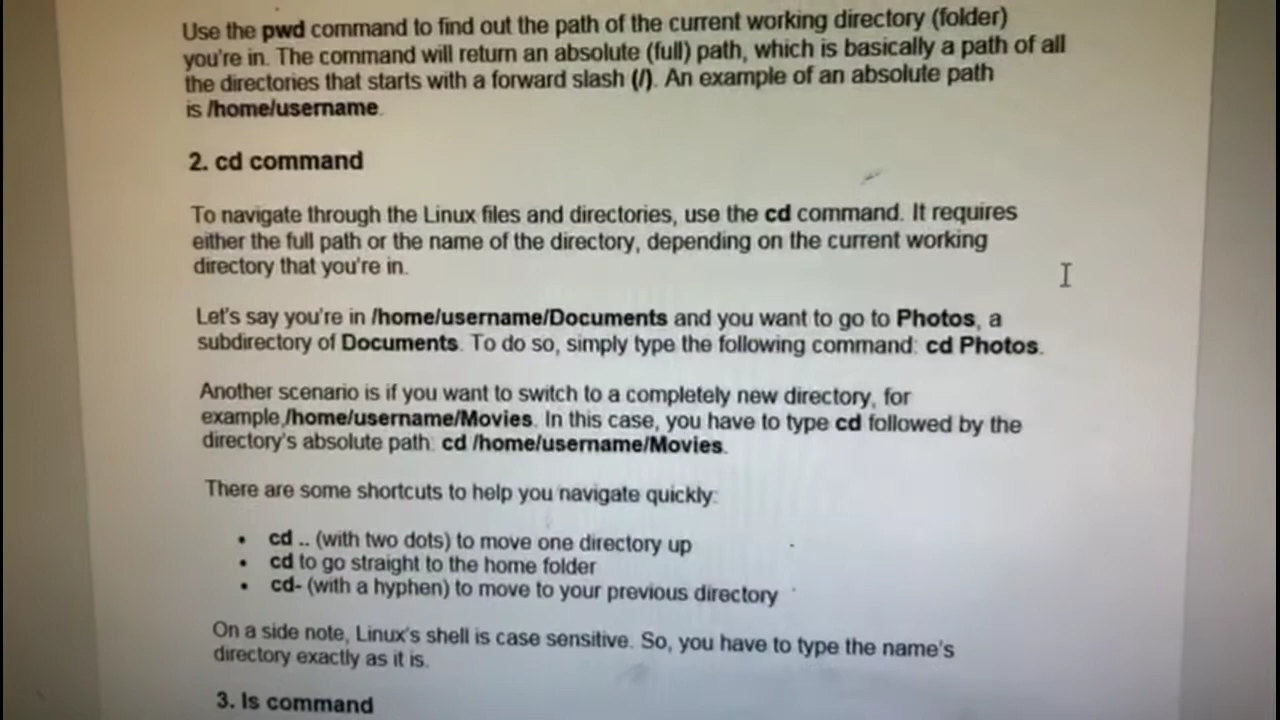 Use the pwd command to find out the path of the current working directory (folder)
you're in. The command will return an absolute (full) path, which is basically a path of all
the directories that starts with a forward slash (/). An example of an absolute path
is /home/username.
2. cd command
To navigate through the Linux files and directories, use the cd command. It requires
either the full path or the name of the directory, depending on the current working
directory that you're in.
Let's say you're in /home/username/Documents and you want to go to Photos, a
subdirectory of Documents. To do so, simply type the following command: cd Photos.
Another scenario is if you want to switch to a completely new directory, for
example,/home/username/Movies. In this case, you have to type cd followed by the
directory's absolute path: cd /home/username/Movies.
There are some shortcuts to help you navigate quickly:
• cd .. (with two dots) to move one directory up
• cd to go straight to the home folder
• cd- (with a hyphen) to move to your previous directory
On a side note, Linux's shell is case sensitive. So, you have to type the name's
directory exactly as it is.
3. ls command